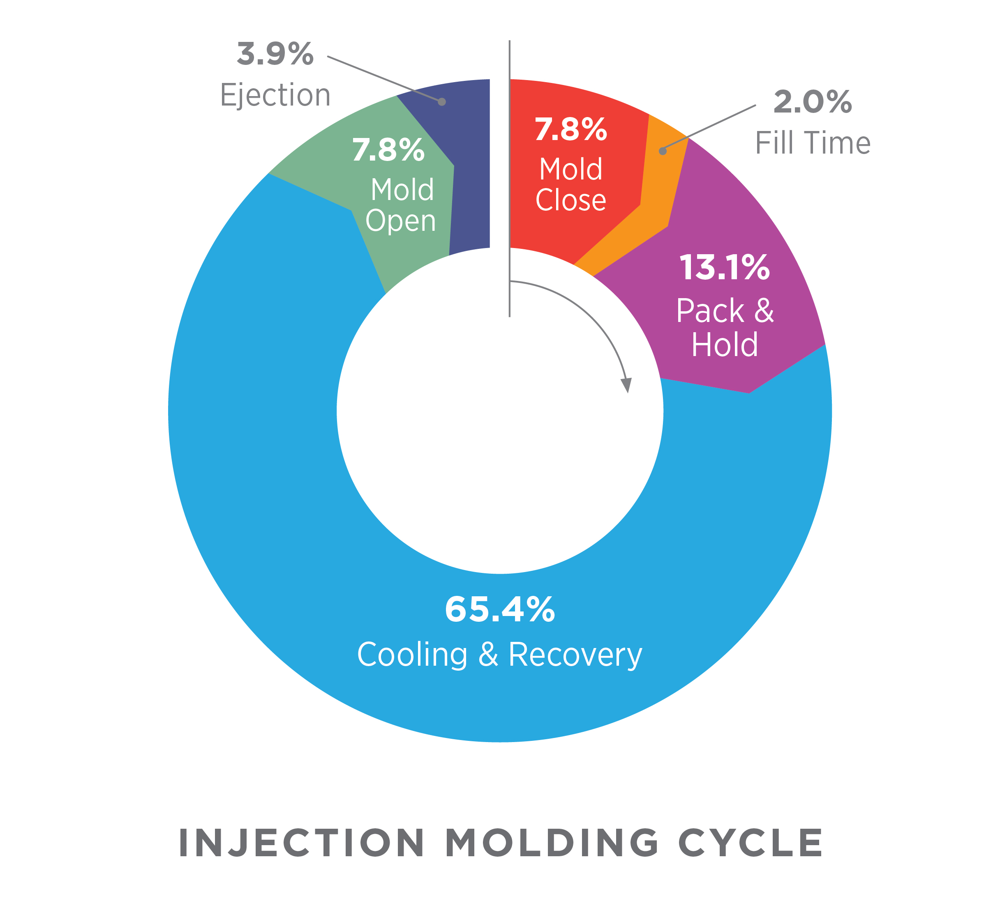 3.9%
Ejection
7.8%
Mold
Close
2.0%
Fill Time
7.8%
Mold
Open
13.1%
Pack &
Hold
65.4%
Cooling & Recovery
INJECTION MOLDING CYCLE